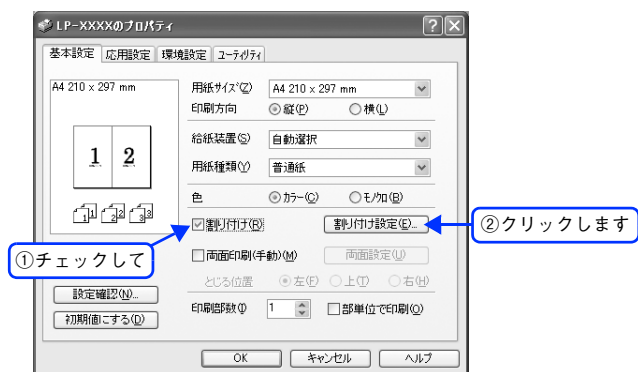 LP-XXXXのプロパティ
基本設定 応用設定 環境設定 ユーティリティ
A4 210 x 297 mm
用紙サイズ(Z) A4 210 x 297 mm
印刷方向 縦(P) 横(L)
給紙装置(S) 自動選択
1 2
用紙種類(Y) 普通紙
色 カラー(C) モノクロ(B)
1 1 2 2 3 3
割り付け(R) 割り付け設定(E)...
②クリックします
①チェックして
両面印刷(手動)(M) 両面設定(U)
とじる位置 左(F) 上(T) 右(H)
設定確認(N)...
印刷部数(I) 1 部単位で印刷(O)
初期値にする(D)
OK キャンセル ヘルプ